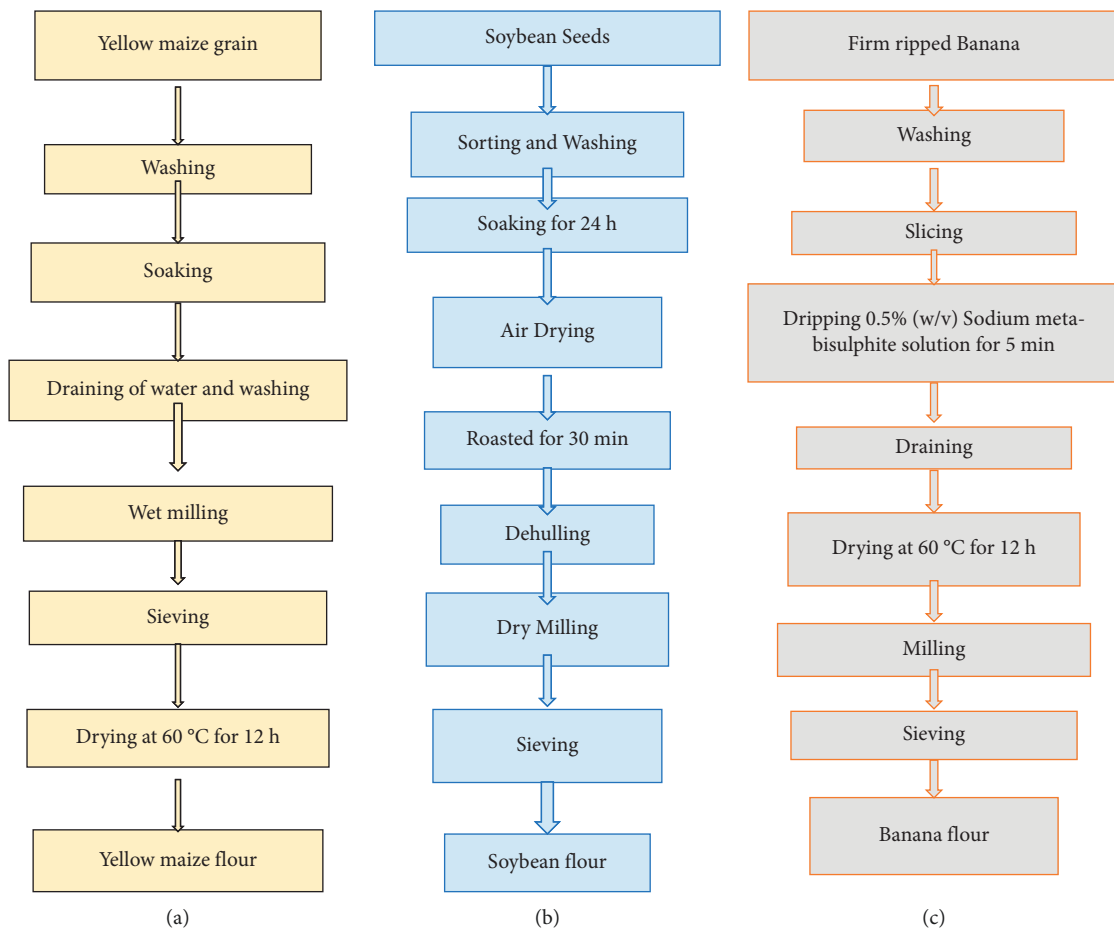 Yellow maize grain
Washing
Soaking
Draining of water and washing
Wet milling
Sieving
Drying at 60 °C for 12 h
Yellow maize flour
(a)
Soybean Seeds
Sorting and Washing
Soaking for 24 h
Air Drying
Roasted for 30 min
Dehulling
Dry Milling
Sieving
Soybean flour
(b)
Firm ripped Banana
Washing
Slicing
Dripping 0.5% (w/v) Sodium meta-
bisulphite solution for 5 min
Draining
Drying at 60 °C for 12 h
Milling
Sieving
Banana flour
(c)